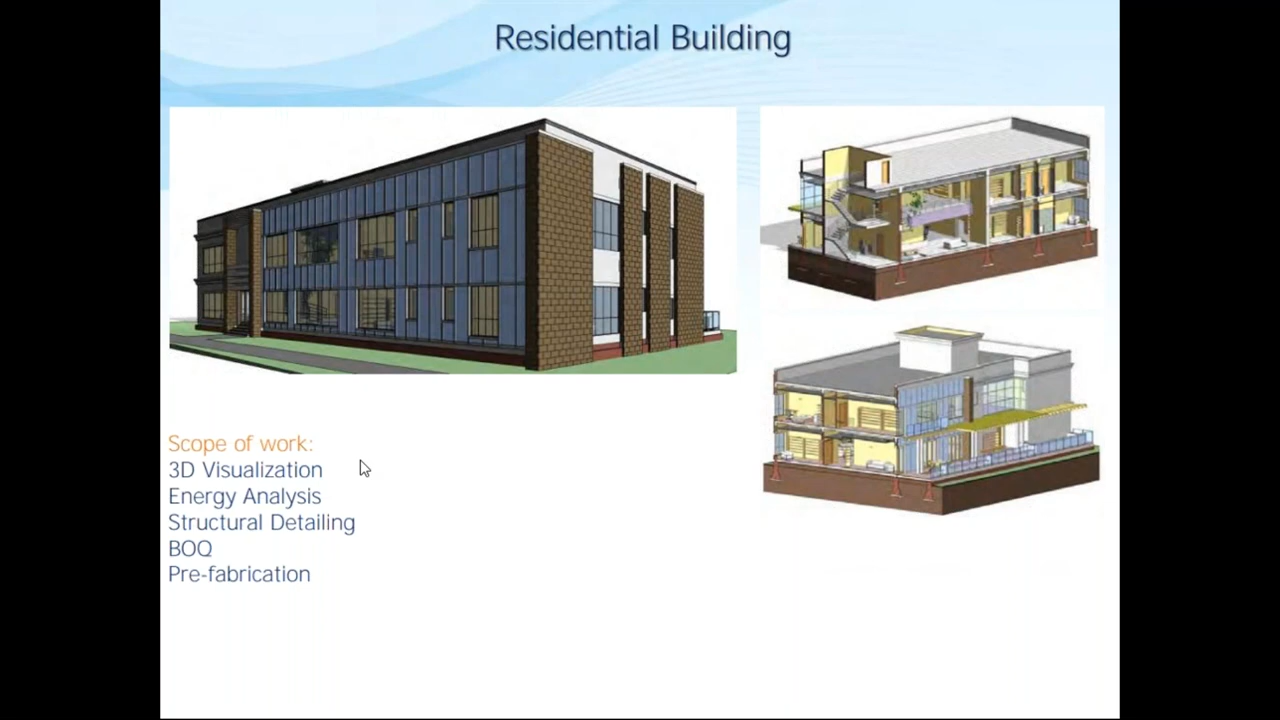 Residential Building
Scope of work:
3D Visualization
Energy Analysis
Structural Detailing
BOQ
Pre-fabrication